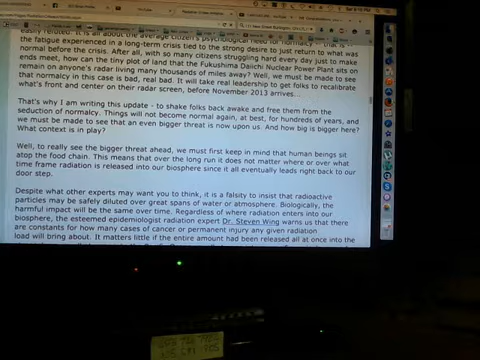 easily refuted. It is all about the average citizen's psychological need for normalcy - that is -
the fatigue experienced in a long-term crisis tied to the strong desire to just return to what was
normal before the crisis. After all, with so many citizens struggling hard every day just to make
ends meet, how can the tiny plot of land that the Fukushima Daiichi Nuclear Power Plant sits on
remain on anyone's radar living many thousands of miles away? Well, we must be made to see
that normalcy in this case is bad, real bad. It will take real leadership to get folks to recalibrate
what's front and center on their radar screen, before November 2013 arrives...
That's why I am writing this update - to shake folks back awake and free them from the
seduction of normalcy. Things will not become normal again, at best, for hundreds of years, and
we must be made to see that an even bigger threat is now upon us. And how big is bigger here?
What context is in play?
Well, to really see the bigger threat ahead, we must first keep in mind that human beings sit
atop the food chain. This means that over the long run it does not matter where or over what
time frame radiation is released into our biosphere since it all eventually leads right back to our
door step.
Despite what other experts may want you to think, it is a falsity to insist that radioactive
particles may be safely diluted over great spans of water or atmosphere. Biologically, the
harmful impact will be the same over time. Regardless of where radiation enters into our
biosphere, the esteemed epidemiologist radiation expert Dr. Steven Wing warns us that there
are constants for how many cases of cancer or permanent injury any given radiation
load will bring about. It matters little if the entire amount had been released all at once into the